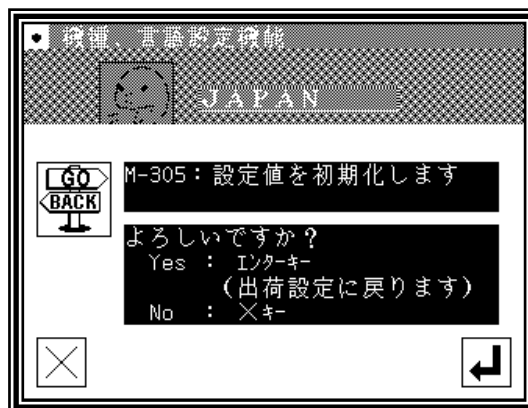 機種、言語設定機能
JAPAN
GO
BACK
M-305：設定値を初期化します
よろしいですか？
Yes : ｴﾝﾀｰｷｰ
（出荷設定に戻ります）
No : ×ｷｰ